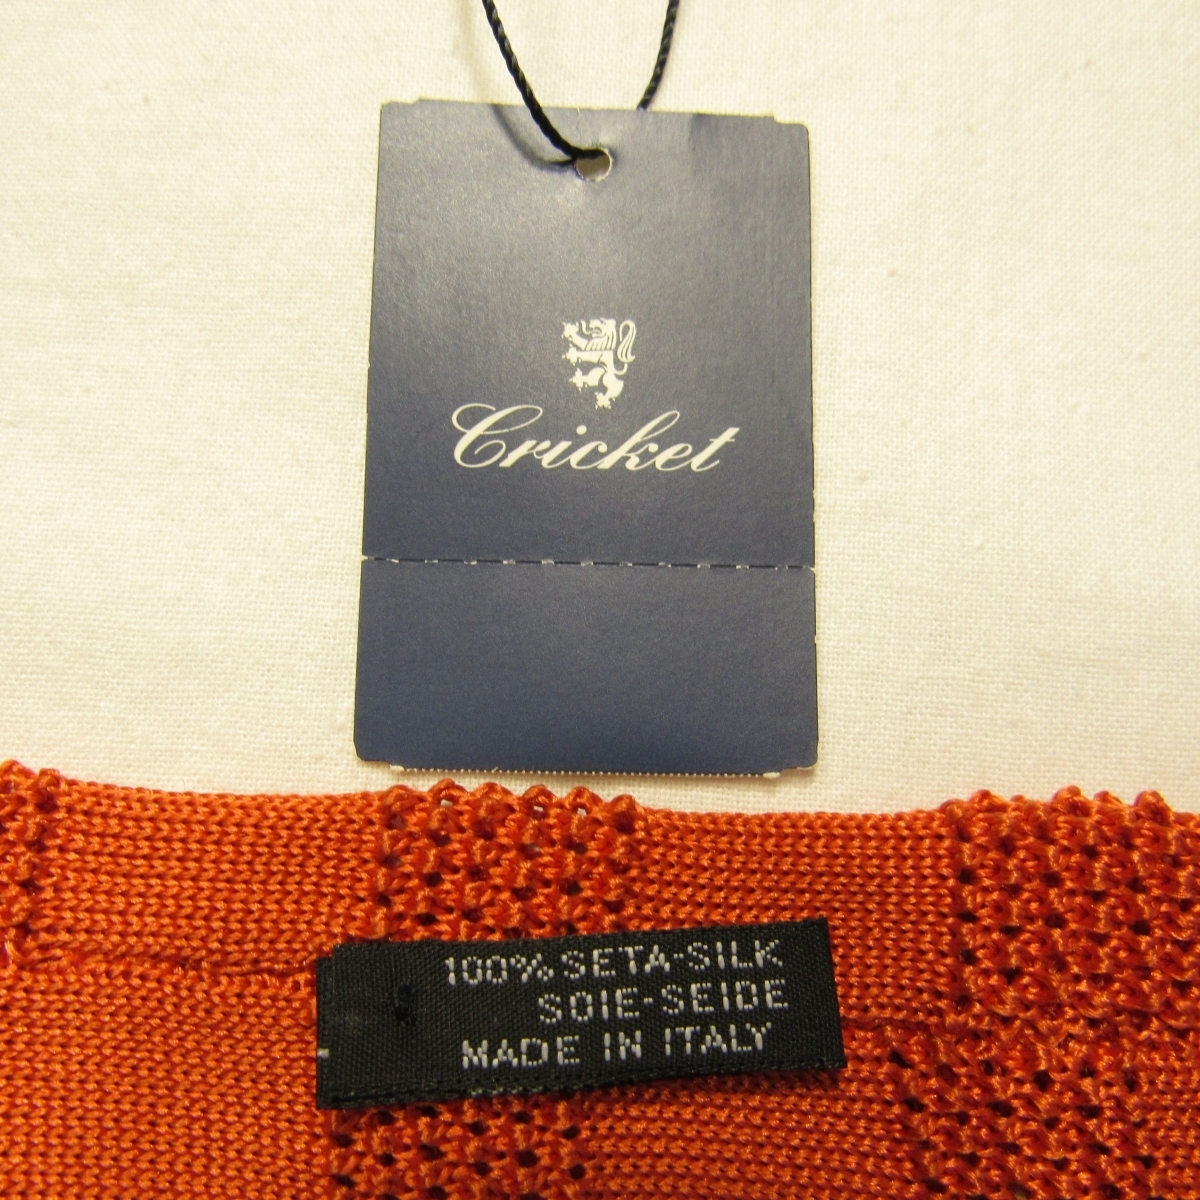 Cricket
100% SETA-SILK
SOIE-SEIDE
MADE IN ITALY